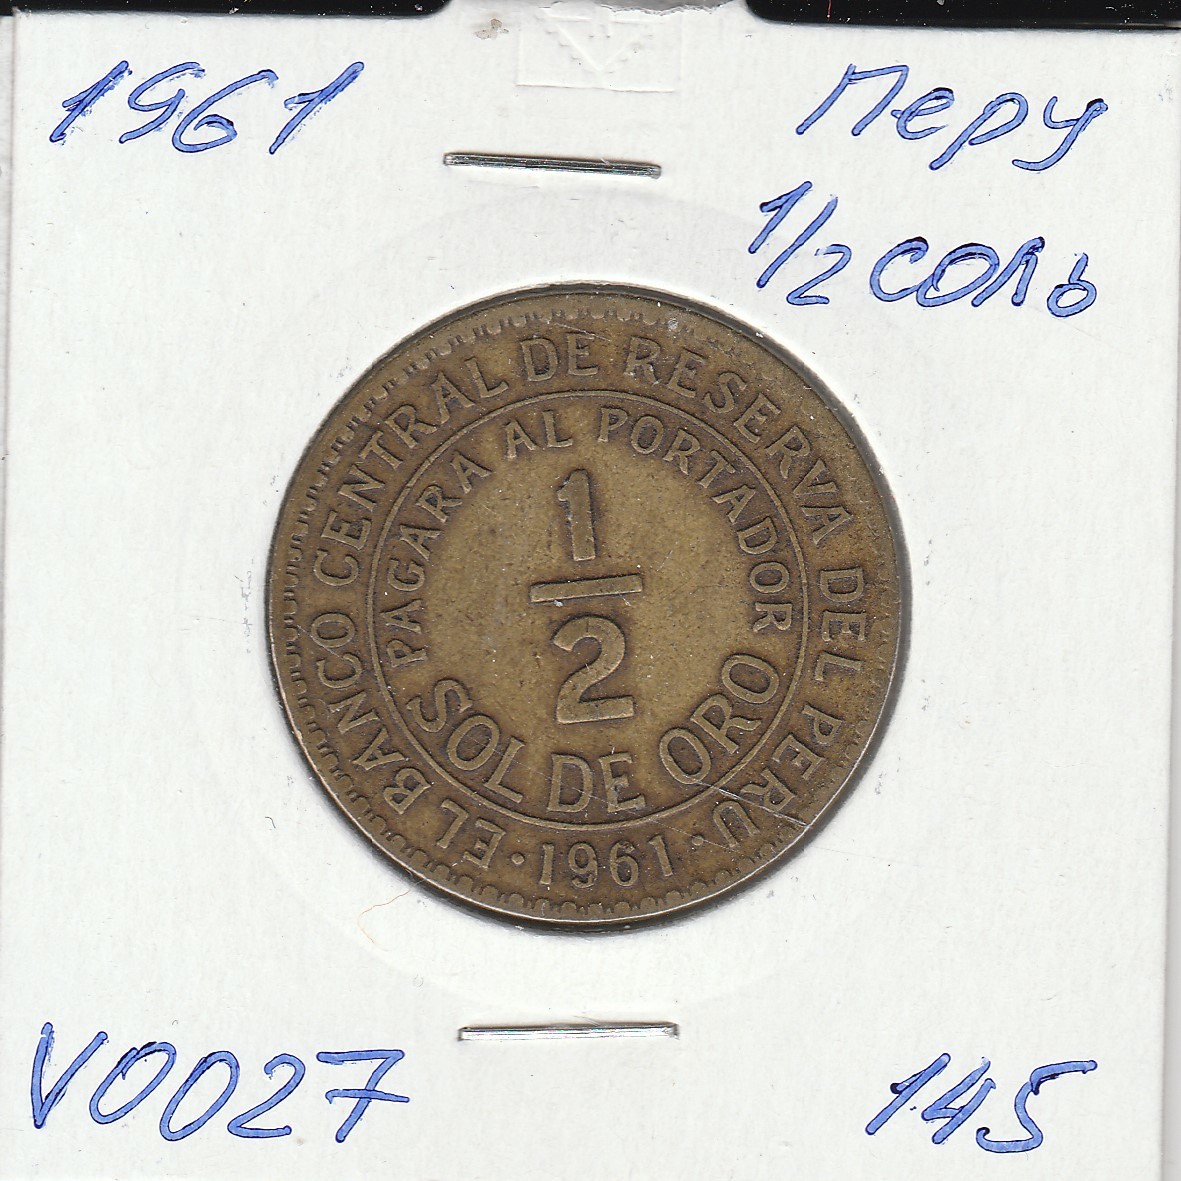 1961
Перу
1/2 соль
EL BANCO CENTRAL DE RESERVA DEL PERU
PAGARA AL PORTADOR
1/2
SOL DE ORO
· 1961 ·
V0027
145